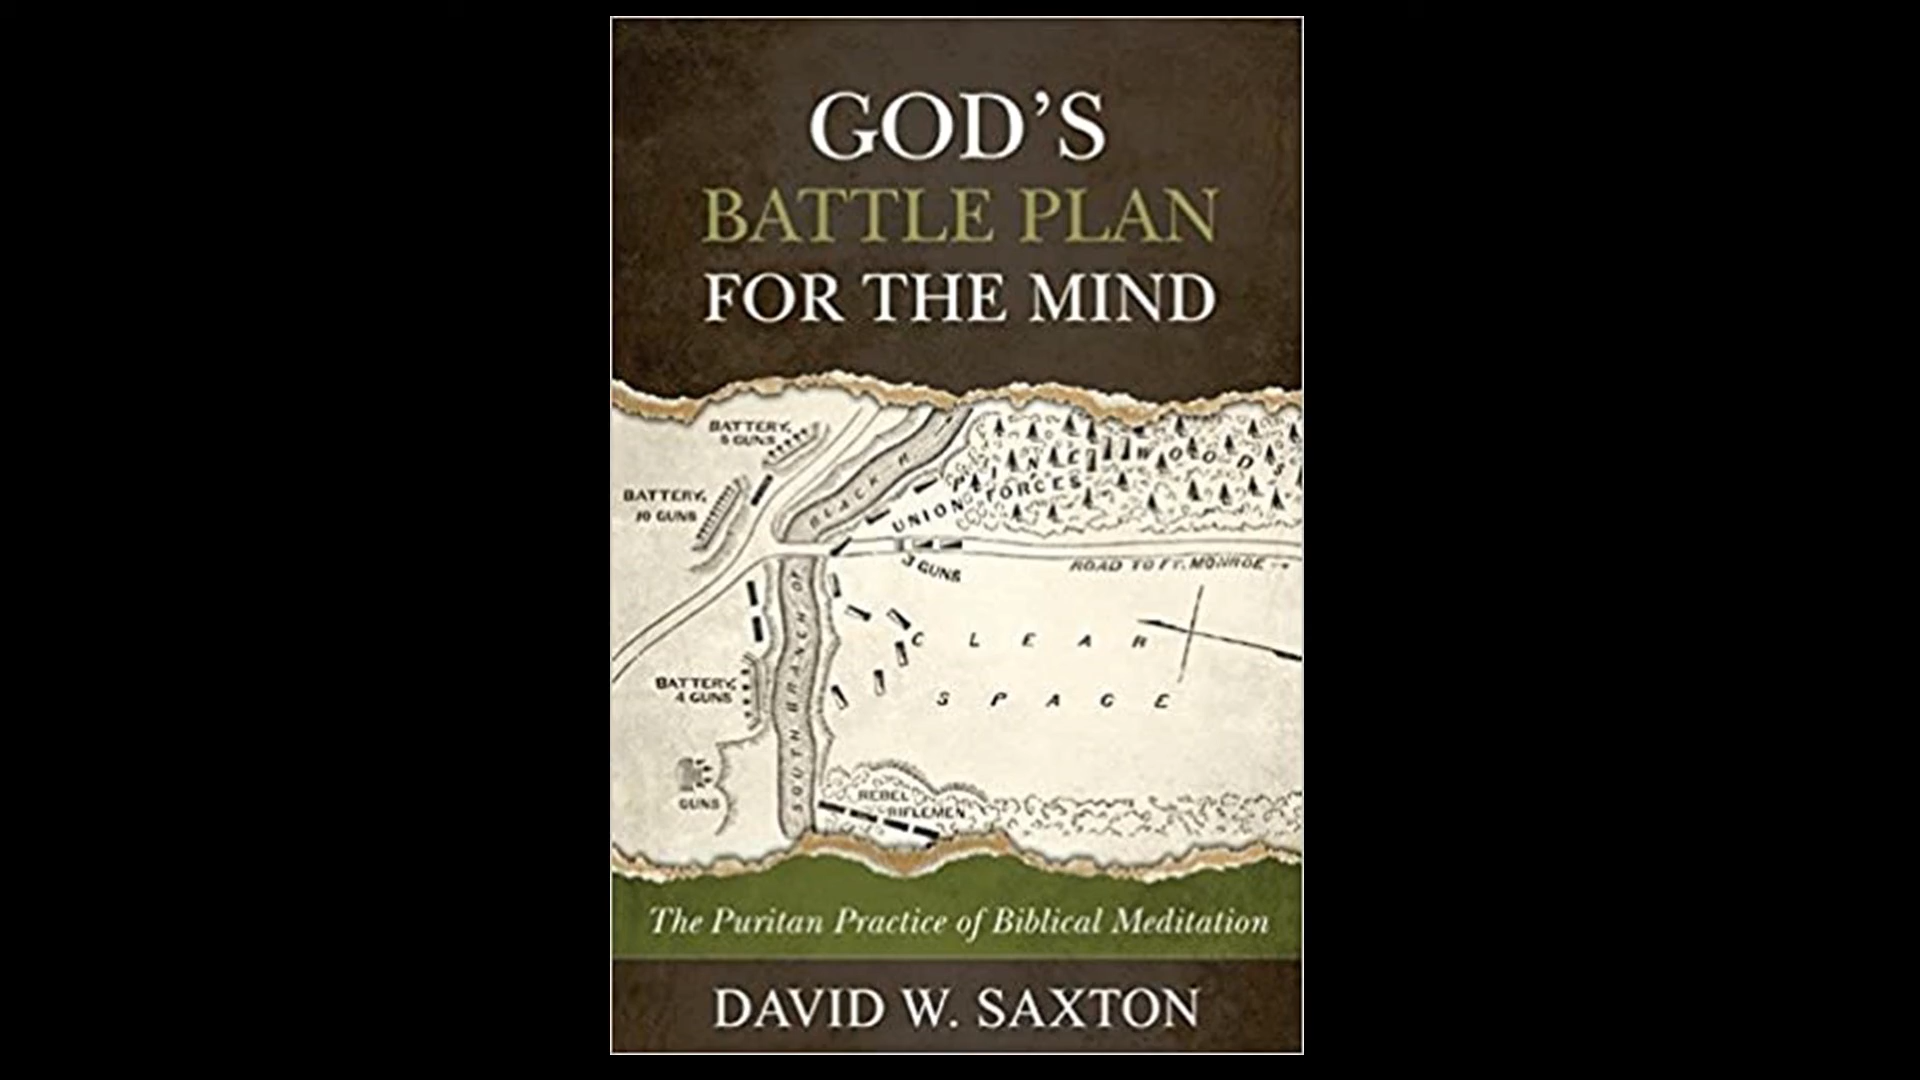 GOD'S
BATTLE PLAN
FOR THE MIND
BATTERY,
5 GUNS
BATTERY,
10 GUNS
BLACK R
PINE WOODS
UNION FORCES
3 GUNS
ROAD TO FT. MONROE
CLEAR
SPACE
BATTERY,
4 GUNS
SOUTH BRANCH OF
GUNS
REBEL
RIFLEMEN
The Puritan Practice of Biblical Meditation
DAVID W. SAXTON